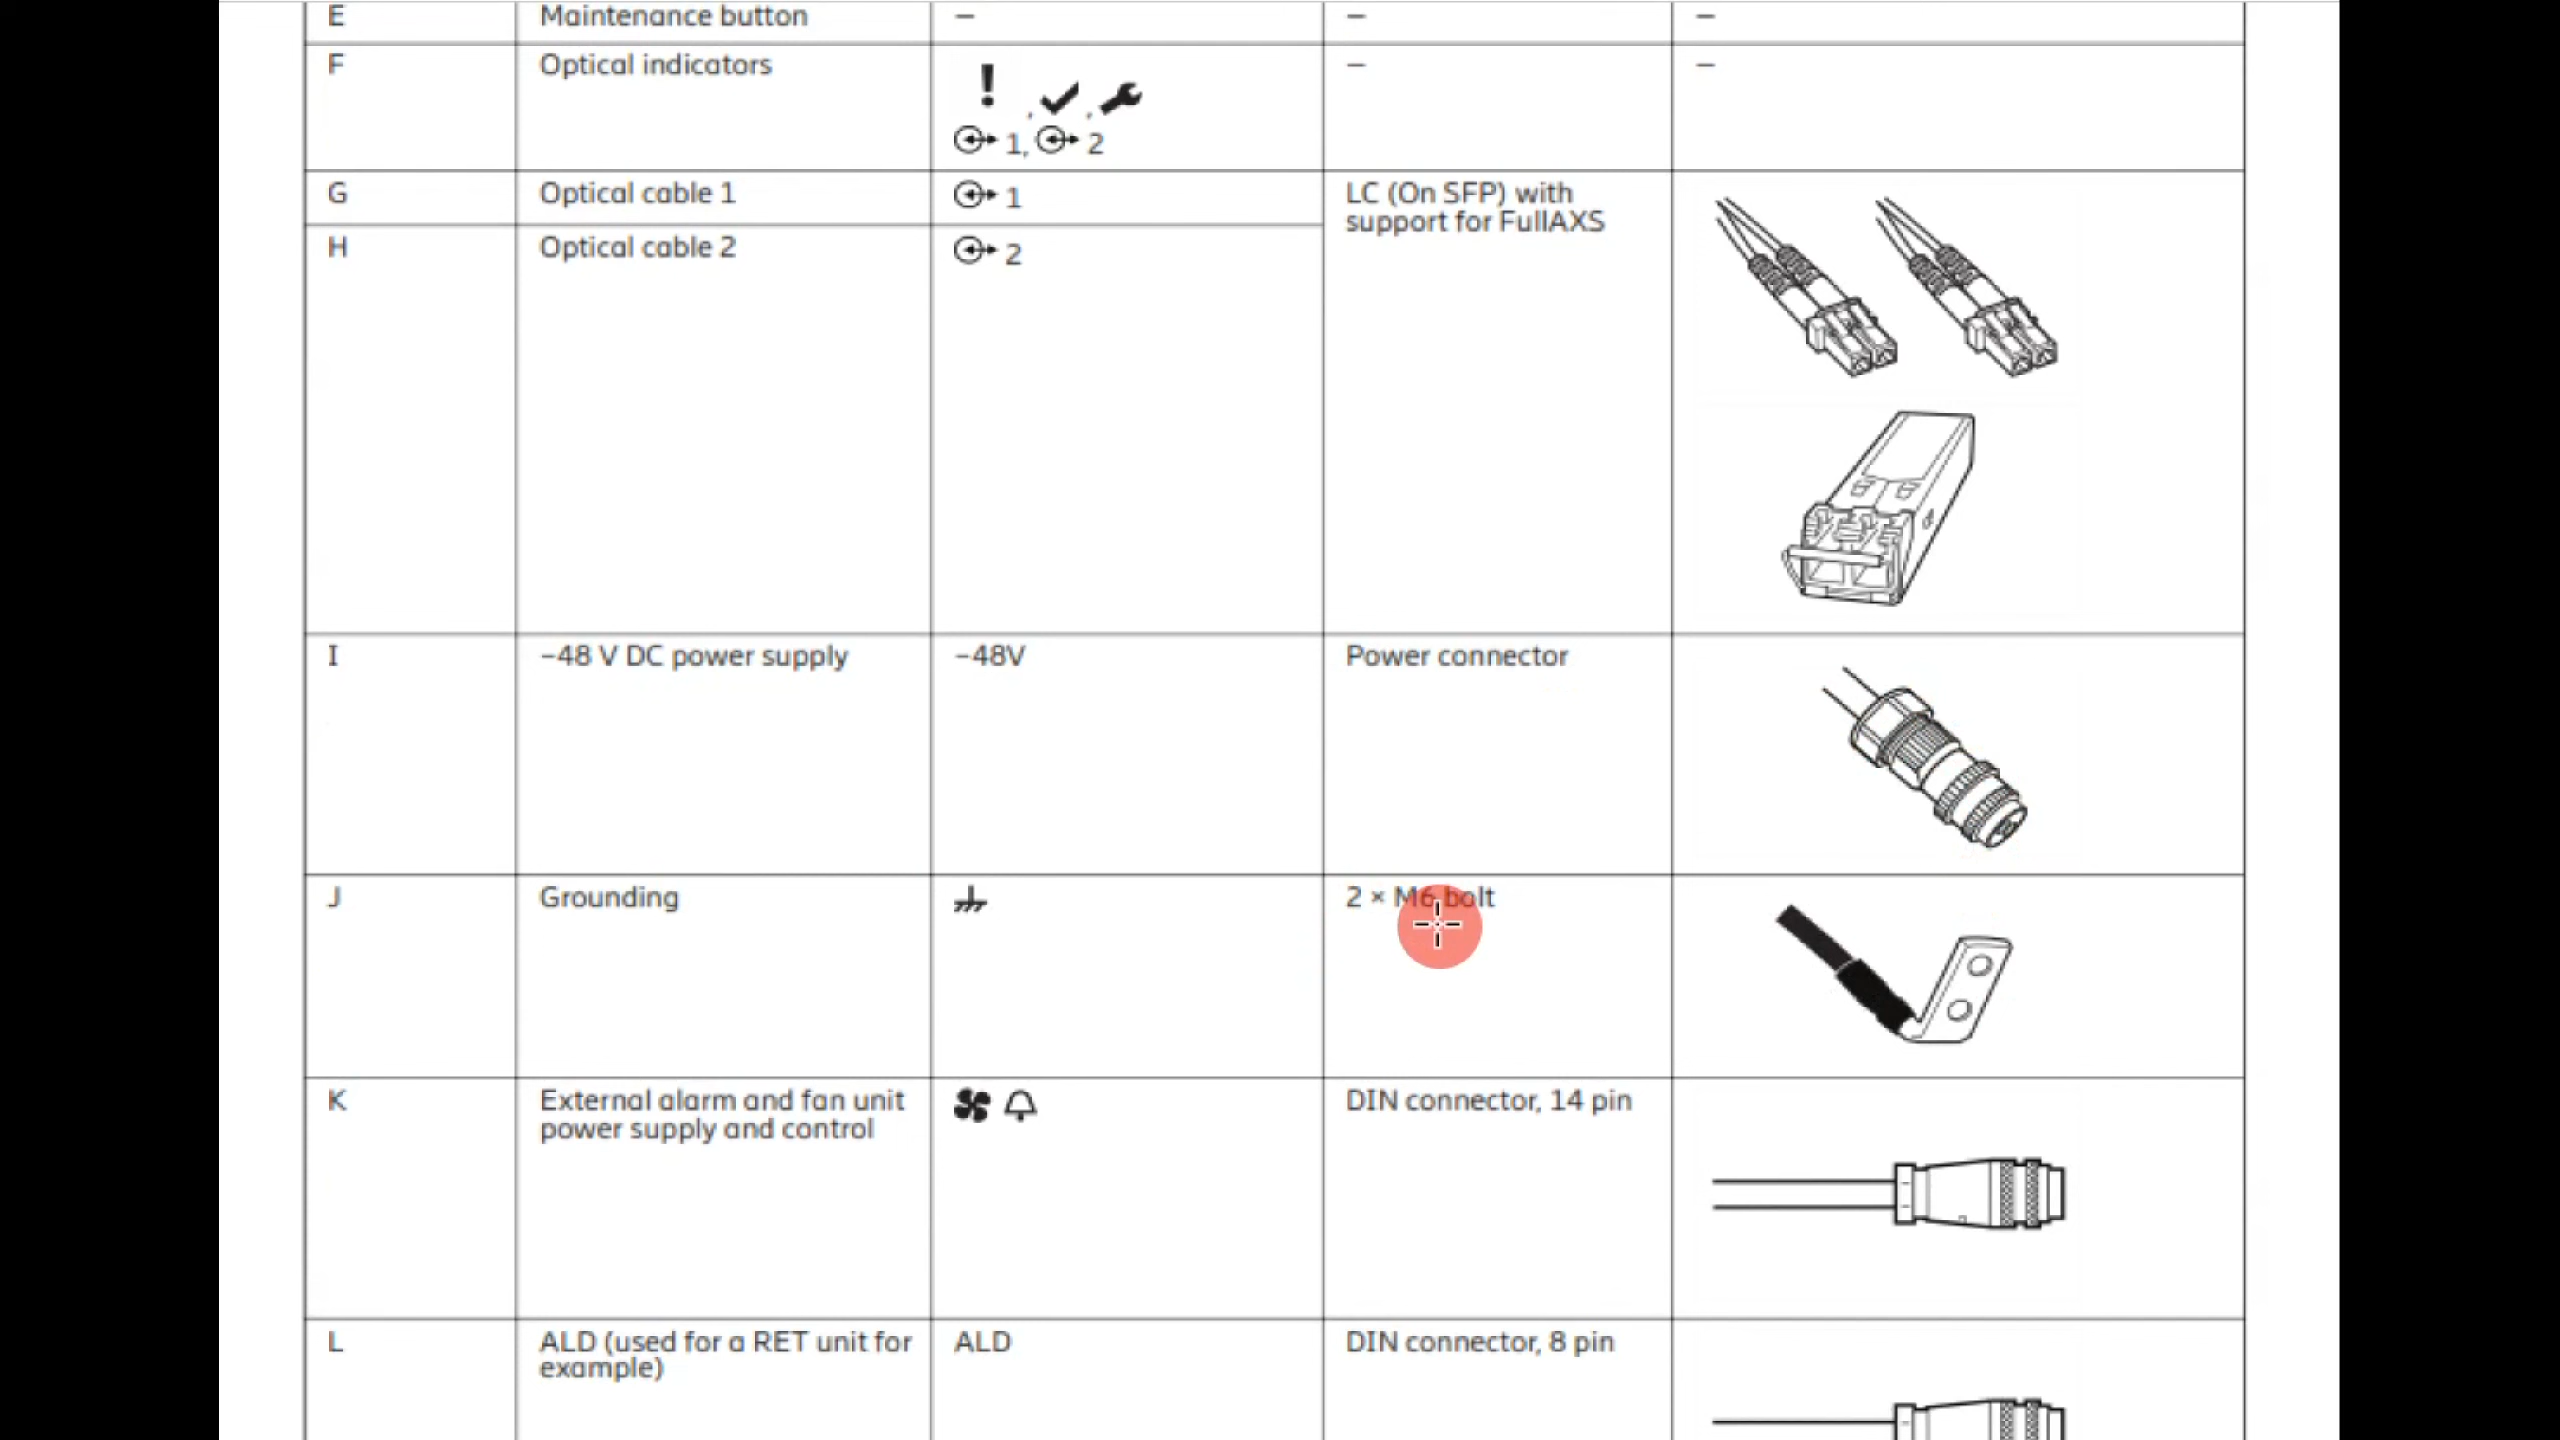 E Maintenance button – – –
F Optical indicators – –
, ,
1, 2
G Optical cable 1 1 LC (On SFP) with
support for FullAXS
H Optical cable 2 2
I –48 V DC power supply –48V Power connector
J Grounding 2 × M6 bolt
K External alarm and fan unit DIN connector, 14 pin
power supply and control
L ALD (used for a RET unit for ALD DIN connector, 8 pin
example)